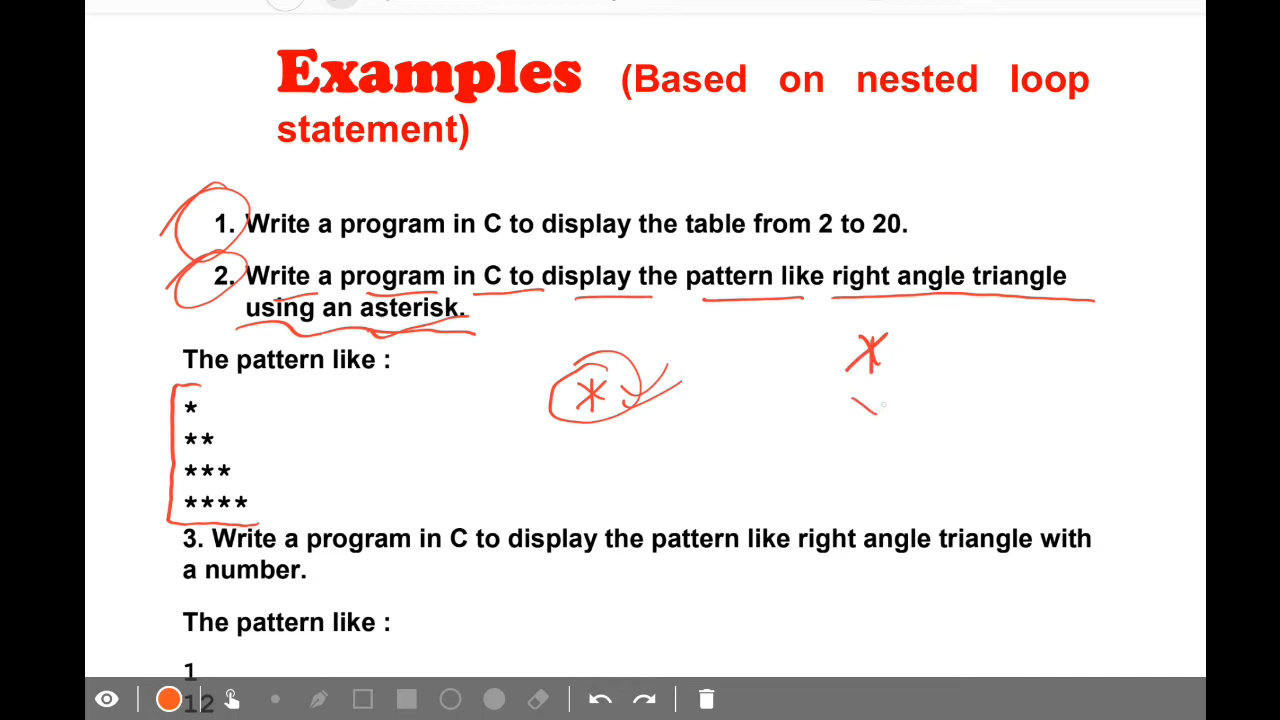 Examples (Based on nested loop
statement)
1. Write a program in C to display the table from 2 to 20.
2. Write a program in C to display the pattern like right angle triangle
using an asterisk.
The pattern like :
*
*
*
**
***
****
3. Write a program in C to display the pattern like right angle triangle with
a number.
The pattern like :
1
12